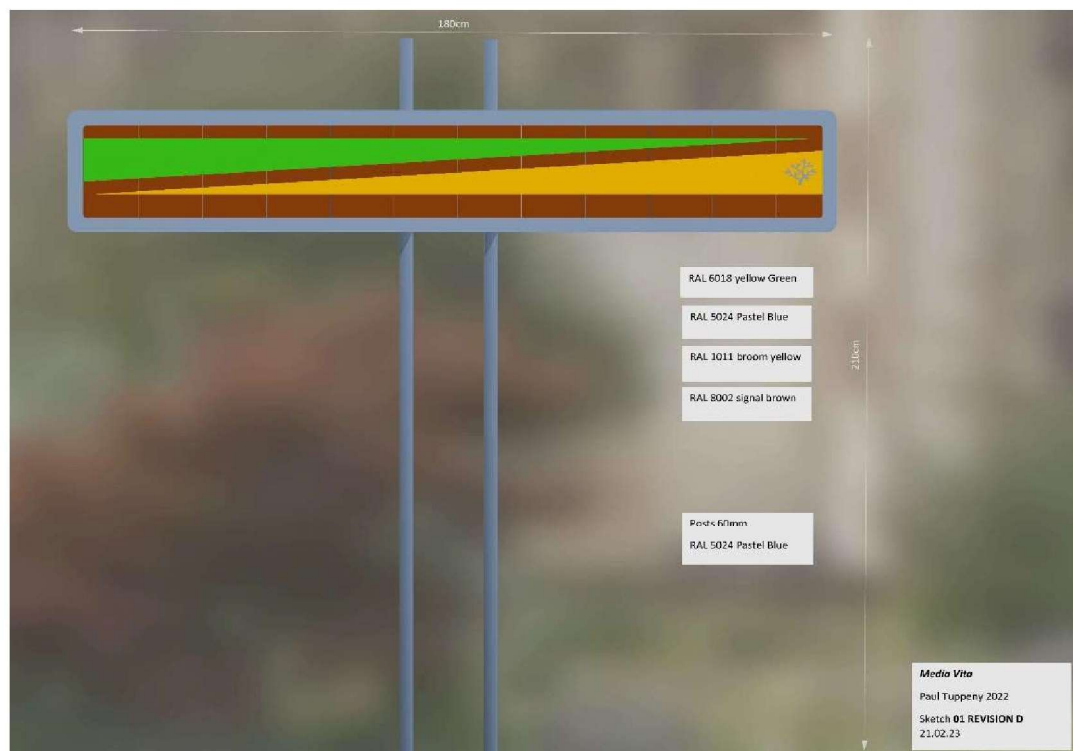 180cm
210cm
RAL 6018 yellow Green
RAL 5024 Pastel Blue
RAL 1011 broom yellow
RAL 8002 signal brown
Posts 60mm
RAL 5024 Pastel Blue
Media Vita
Paul Tuppeny 2022
Sketch 01 REVISION D
21.02.23